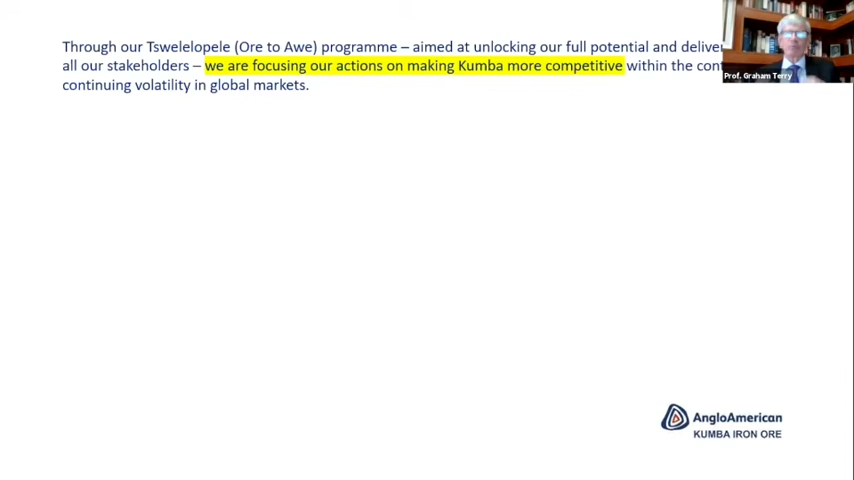 Through our Tswelelopele (Ore to Awe) programme – aimed at unlocking our full potential and
all our stakeholders – we are focusing our actions on making Kumba more competitive within the
continuing volatility in global markets.
Prof. Graham Terry
AngloAmerican
KUMBA IRON ORE